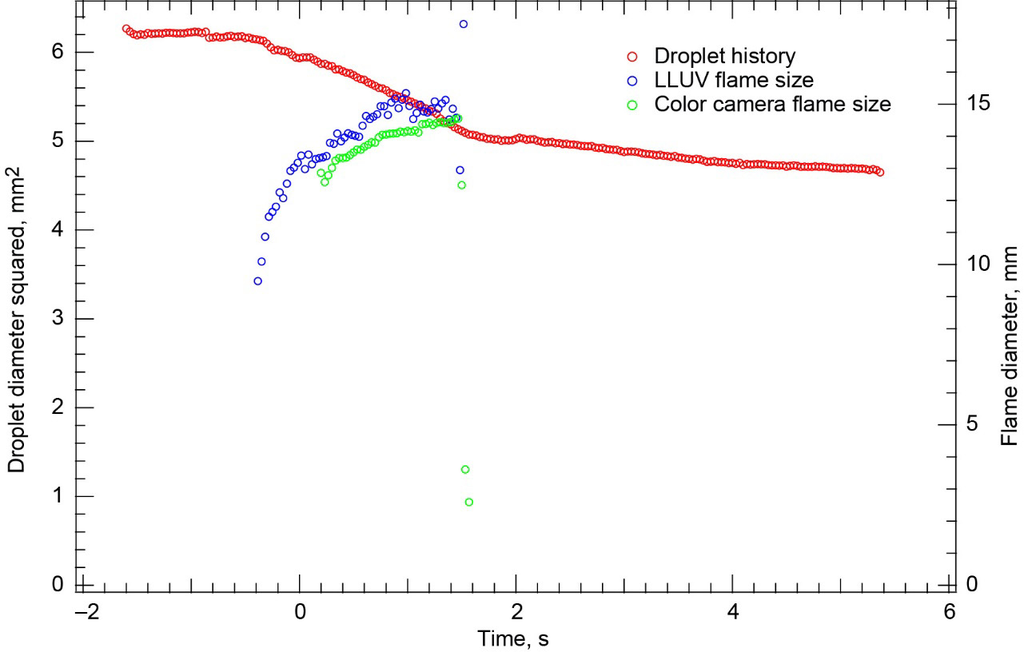 6
5
4
3
2
1
0
Droplet diameter squared, mm2
Droplet history
LLUV flame size
Color camera flame size
15
10
5
0
Flame diameter, mm
–2
0
2
4
6
Time, s